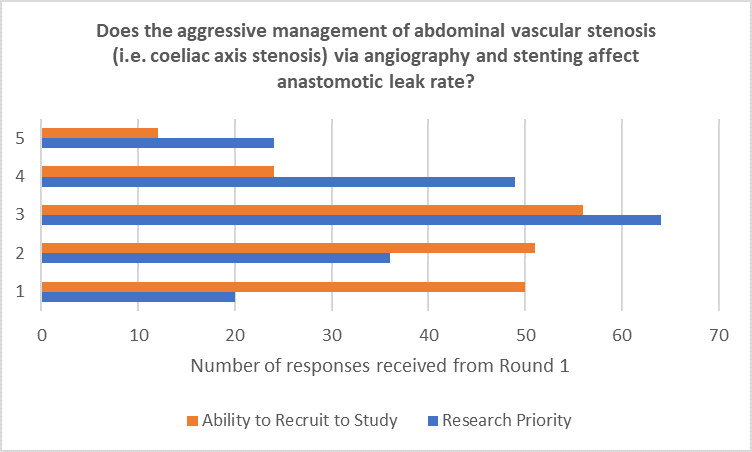 Does the aggressive management of abdominal vascular stenosis
(i.e. coeliac axis stenosis) via angiography and stenting affect
anastomotic leak rate?
5
4
3
2
1
0 10 20 30 40 50 60 70
Number of responses received from Round 1
Ability to Recruit to Study Research Priority